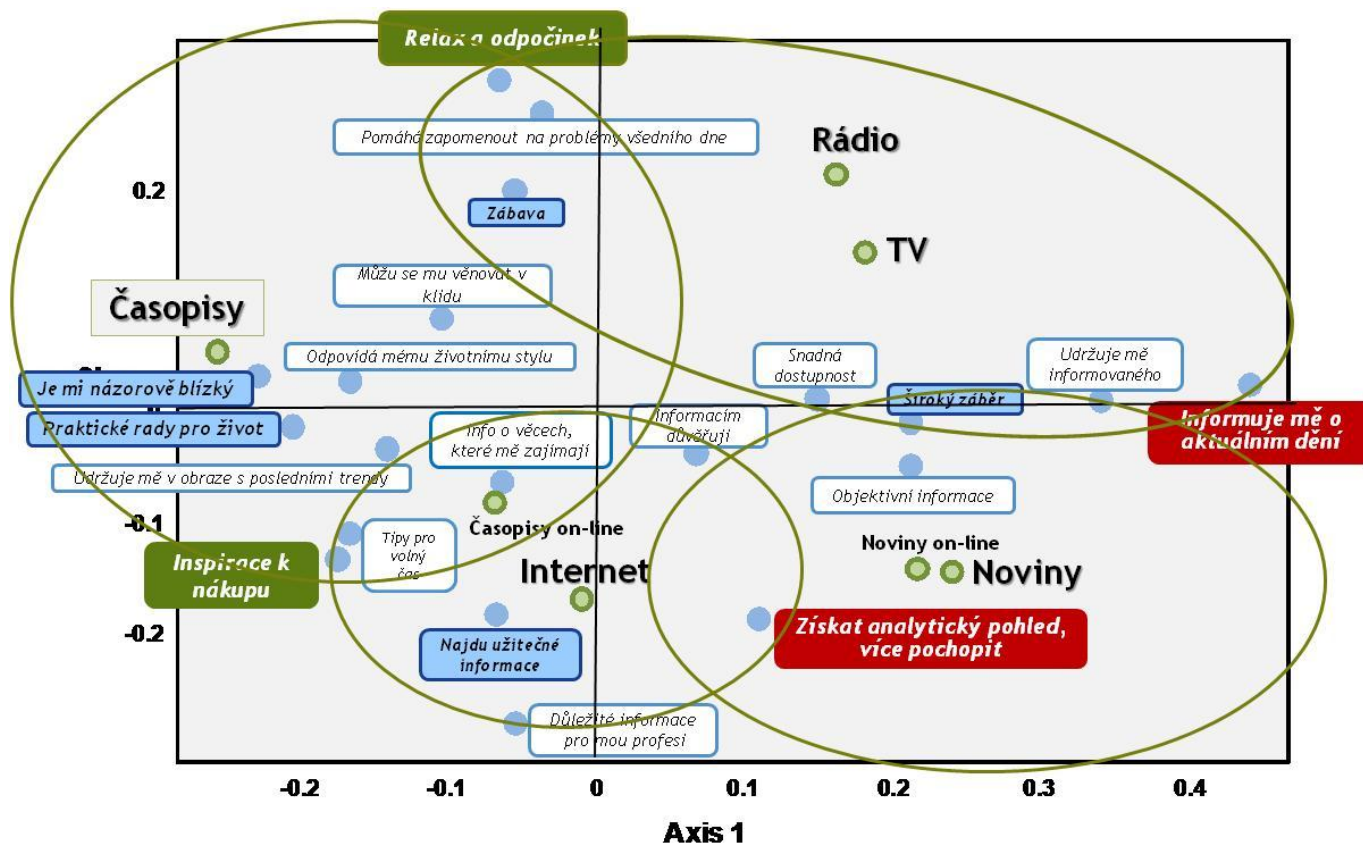 Relax a odpočinek
Pomáhá zapomenout na problémy všedního dne
Rádio
0.2
Zábava
TV
Můžu se mu věnovat v
klidu
Časopisy
Odpovídá mému životnímu stylu
Snadná
dostupnost
Udržuje mě
informovaného
Je mi názorově blízký
Široký záběr
Praktické rady pro život
Info o věcech,
které mě zajímají
Informacím
důvěřuji
Informuje mě o
aktuálním dění
Udržuje mě v obraze s posledními trendy
Objektivní informace
-0.1
Časopisy on-line
Tipy pro
volný
čas
Noviny on-line
Inspirace k
nákupu
Internet
Noviny
-0.2
Získat analytický pohled,
více pochopit
Najdu užitečné
informace
Důležité informace
pro mou profesi
-0.2
-0.1
0
0.1
0.2
0.3
0.4
Axis 1